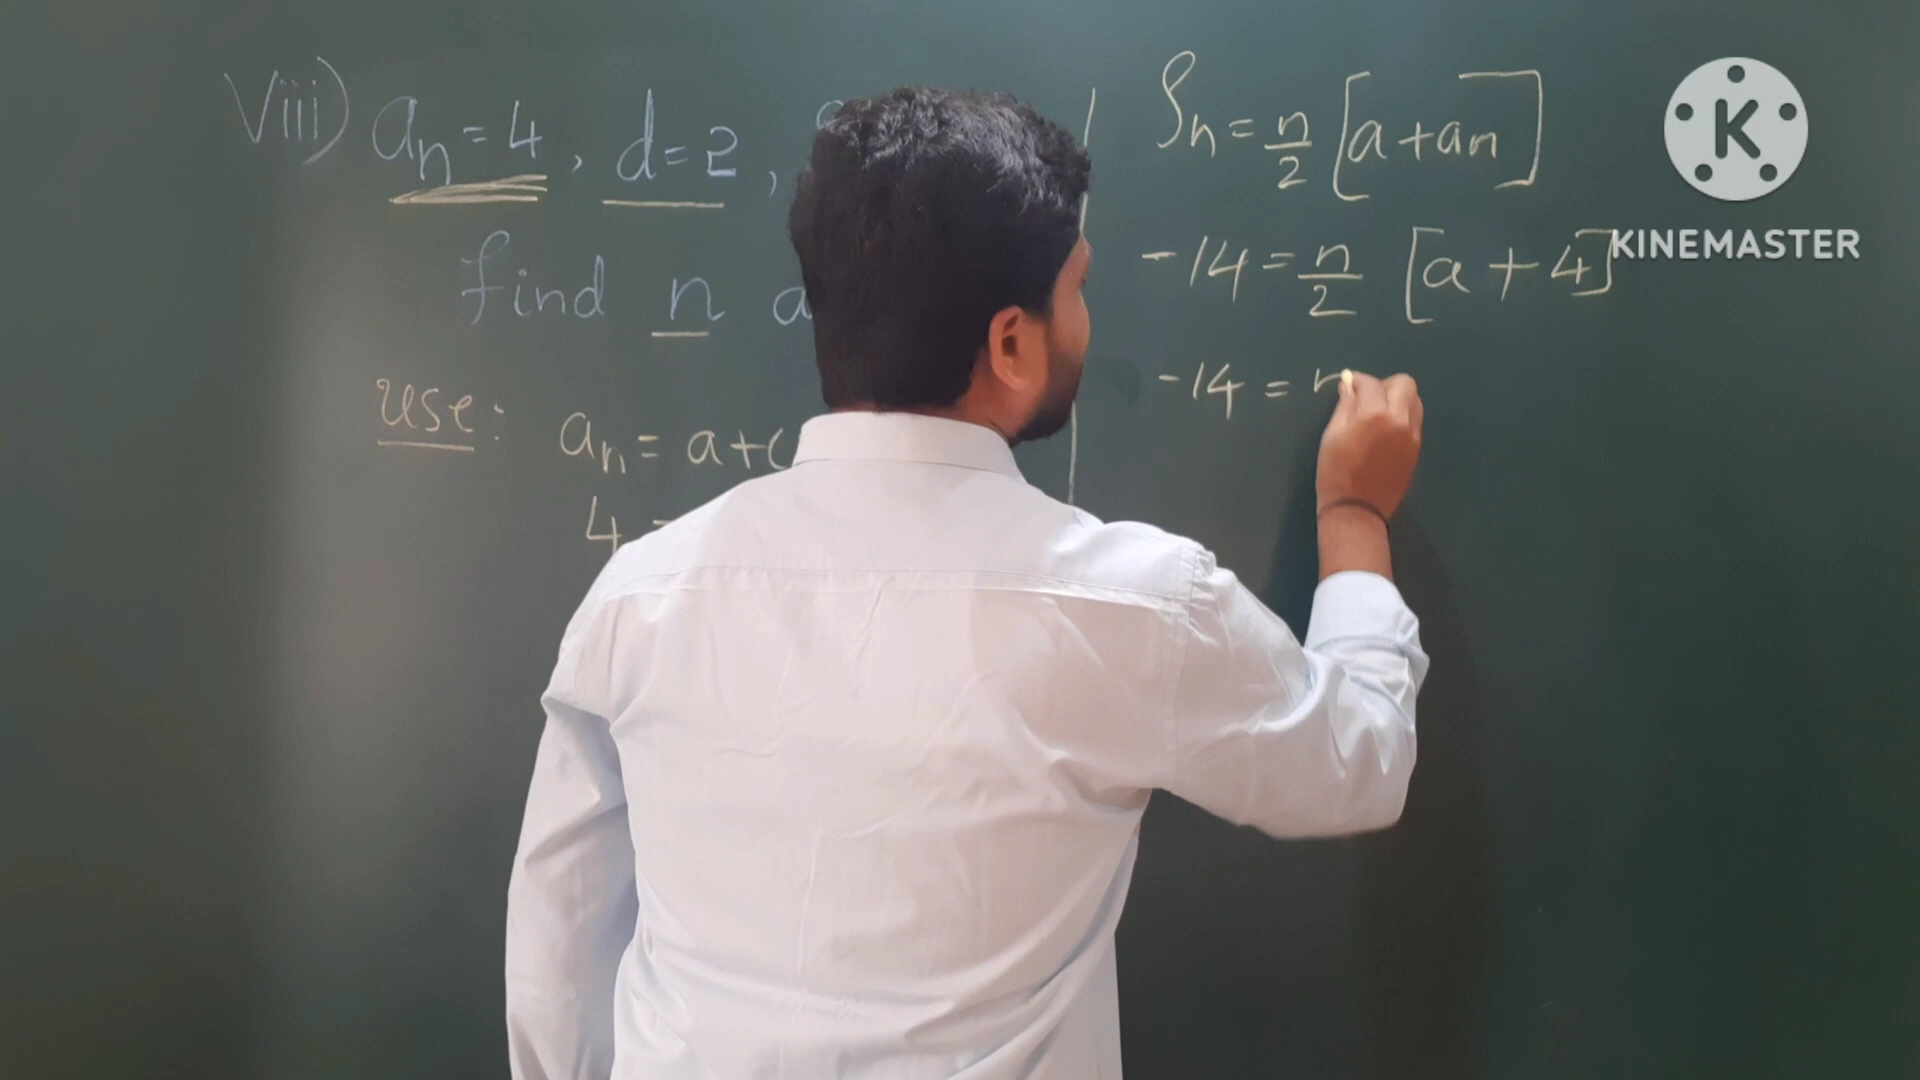 viii) an = 4, d = 2,
find n a
use: an = a + (
4 =
Sn = n/2 [a + an]
-14 = n/2 [a + 4]
-14 = n
K
KINEMASTER